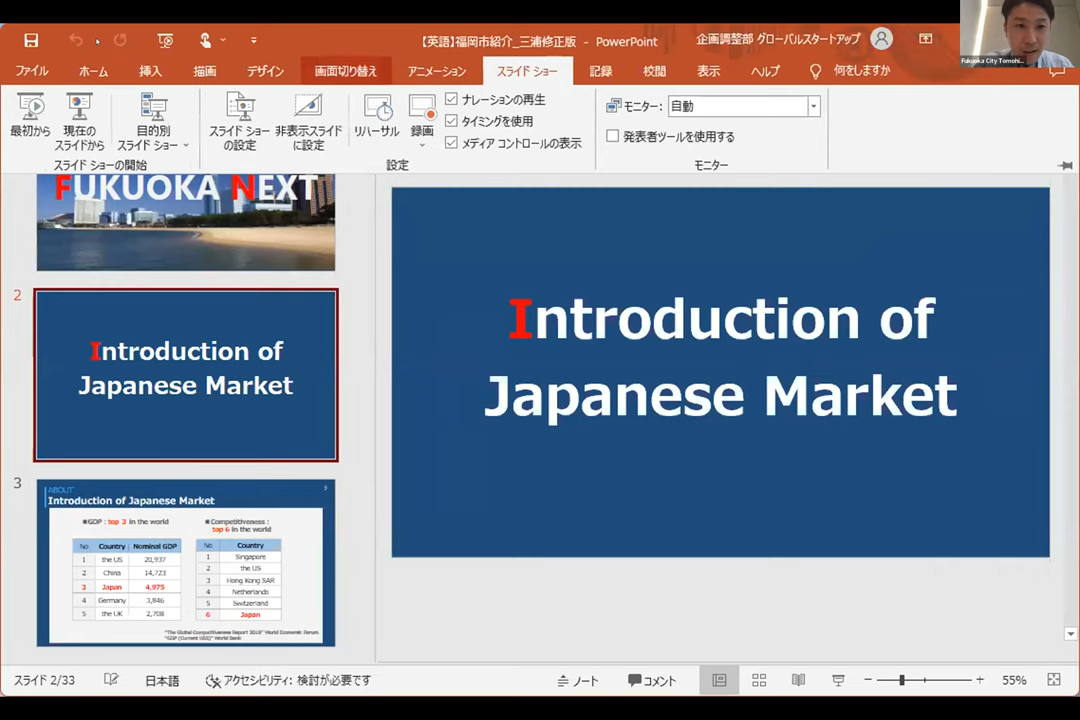 【英語】福岡市紹介_三浦修正版 - PowerPoint
企画調整部 グローバルスタートアップ
Fukuoka City Tomohi...
ファイル ホーム 挿入 描画 デザイン 画面切り替え アニメーション スライド ショー 記録 校閲 表示 ヘルプ 何をしますか
最初から
現在の
スライドから
目的別
スライド ショー
スライド ショーの開始
スライド ショー
の設定
非表示スライド
に設定
リハーサル
録画
ナレーションの再生
タイミングを使用
メディア コントロールの表示
設定
モニター: 自動
発表者ツールを使用する
モニター
FUKUOKA NEXT
2
Introduction of
Japanese Market
3
ABOUT
Introduction of Japanese Market
3
■GDP : top 3 in the world
No Country Nominal GDP
1 the US 20,937
2 China 14,723
3 Japan 4,975
4 Germany 3,846
5 the UK 2,708
■Competitiveness :
top 6 in the world
No Country
1 Singapore
2 the US
3 Hong Kong SAR
4 Netherlands
5 Switzerland
6 Japan
"The Global Competitiveness Report 2019" World Economic Forum
"GDP (Current US$)" World Bank
Introduction of
Japanese Market
スライド 2/33 日本語 アクセシビリティ: 検討が必要です ノート コメント 55%